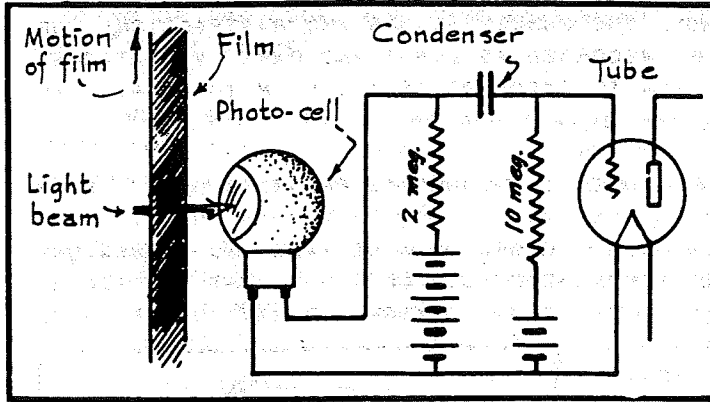 Motion
of film
Film
Condenser
Tube
Photo-cell
Light
beam
2 meg.
10 meg.